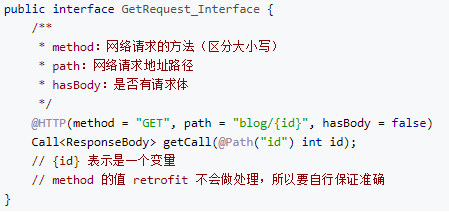 public interface GetRequest_Interface {
/**
* method：网络请求的方法（区分大小写）
* path：网络请求地址路径
* hasBody：是否有请求体
*/
@HTTP(method = "GET", path = "blog/{id}", hasBody = false)
Call<ResponseBody> getCall(@Path("id") int id);
// {id} 表示是一个变量
// method 的值 retrofit 不会做处理，所以要自行保证准确
}